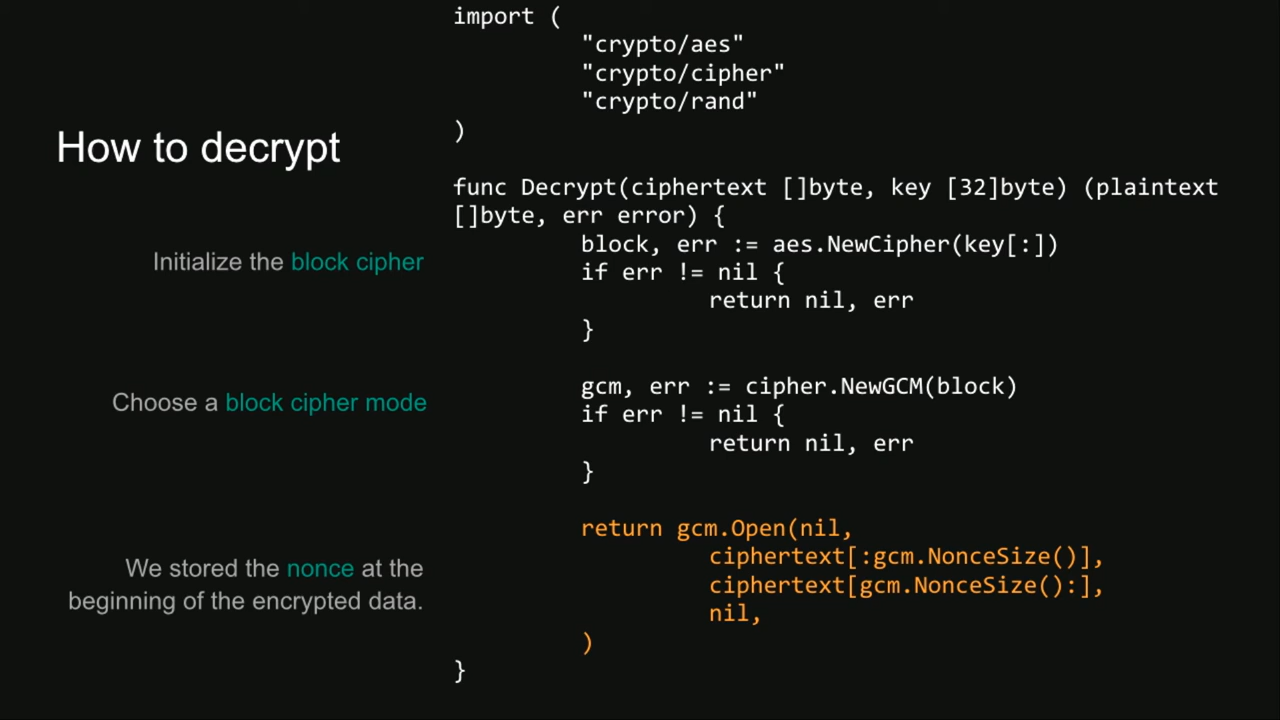 How to decrypt
Initialize the block cipher
Choose a block cipher mode
We stored the nonce at the
beginning of the encrypted data.
import (
"crypto/aes"
"crypto/cipher"
"crypto/rand"
)
func Decrypt(ciphertext []byte, key [32]byte) (plaintext
[]byte, err error) {
block, err := aes.NewCipher(key[:])
if err != nil {
return nil, err
}
gcm, err := cipher.NewGCM(block)
if err != nil {
return nil, err
}
return gcm.Open(nil,
ciphertext[:gcm.NonceSize()],
ciphertext[gcm.NonceSize():],
nil,
)
}